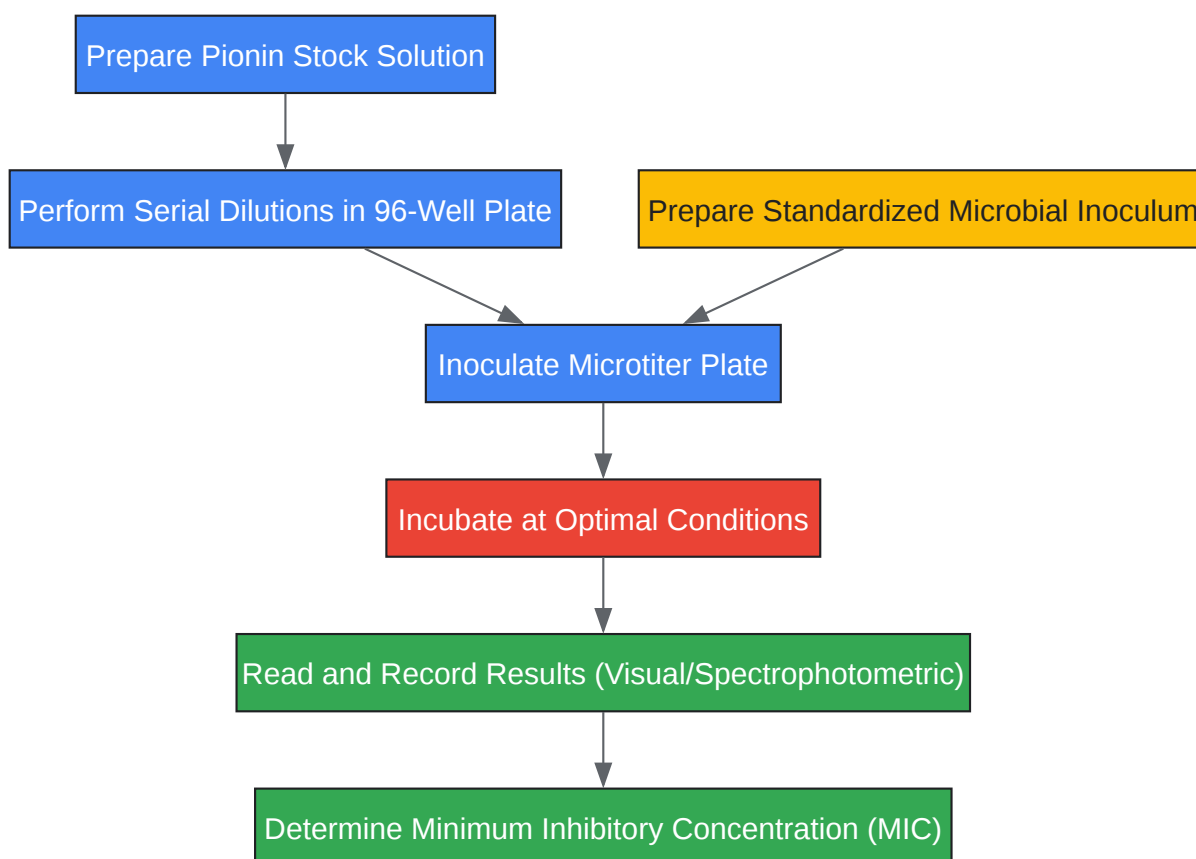 Prepare Pionin Stock Solution
Perform Serial Dilutions in 96-Well Plate
Prepare Standardized Microbial Inoculum
Inoculate Microtiter Plate
Incubate at Optimal Conditions
Read and Record Results (Visual/Spectrophotometric)
Determine Minimum Inhibitory Concentration (MIC)